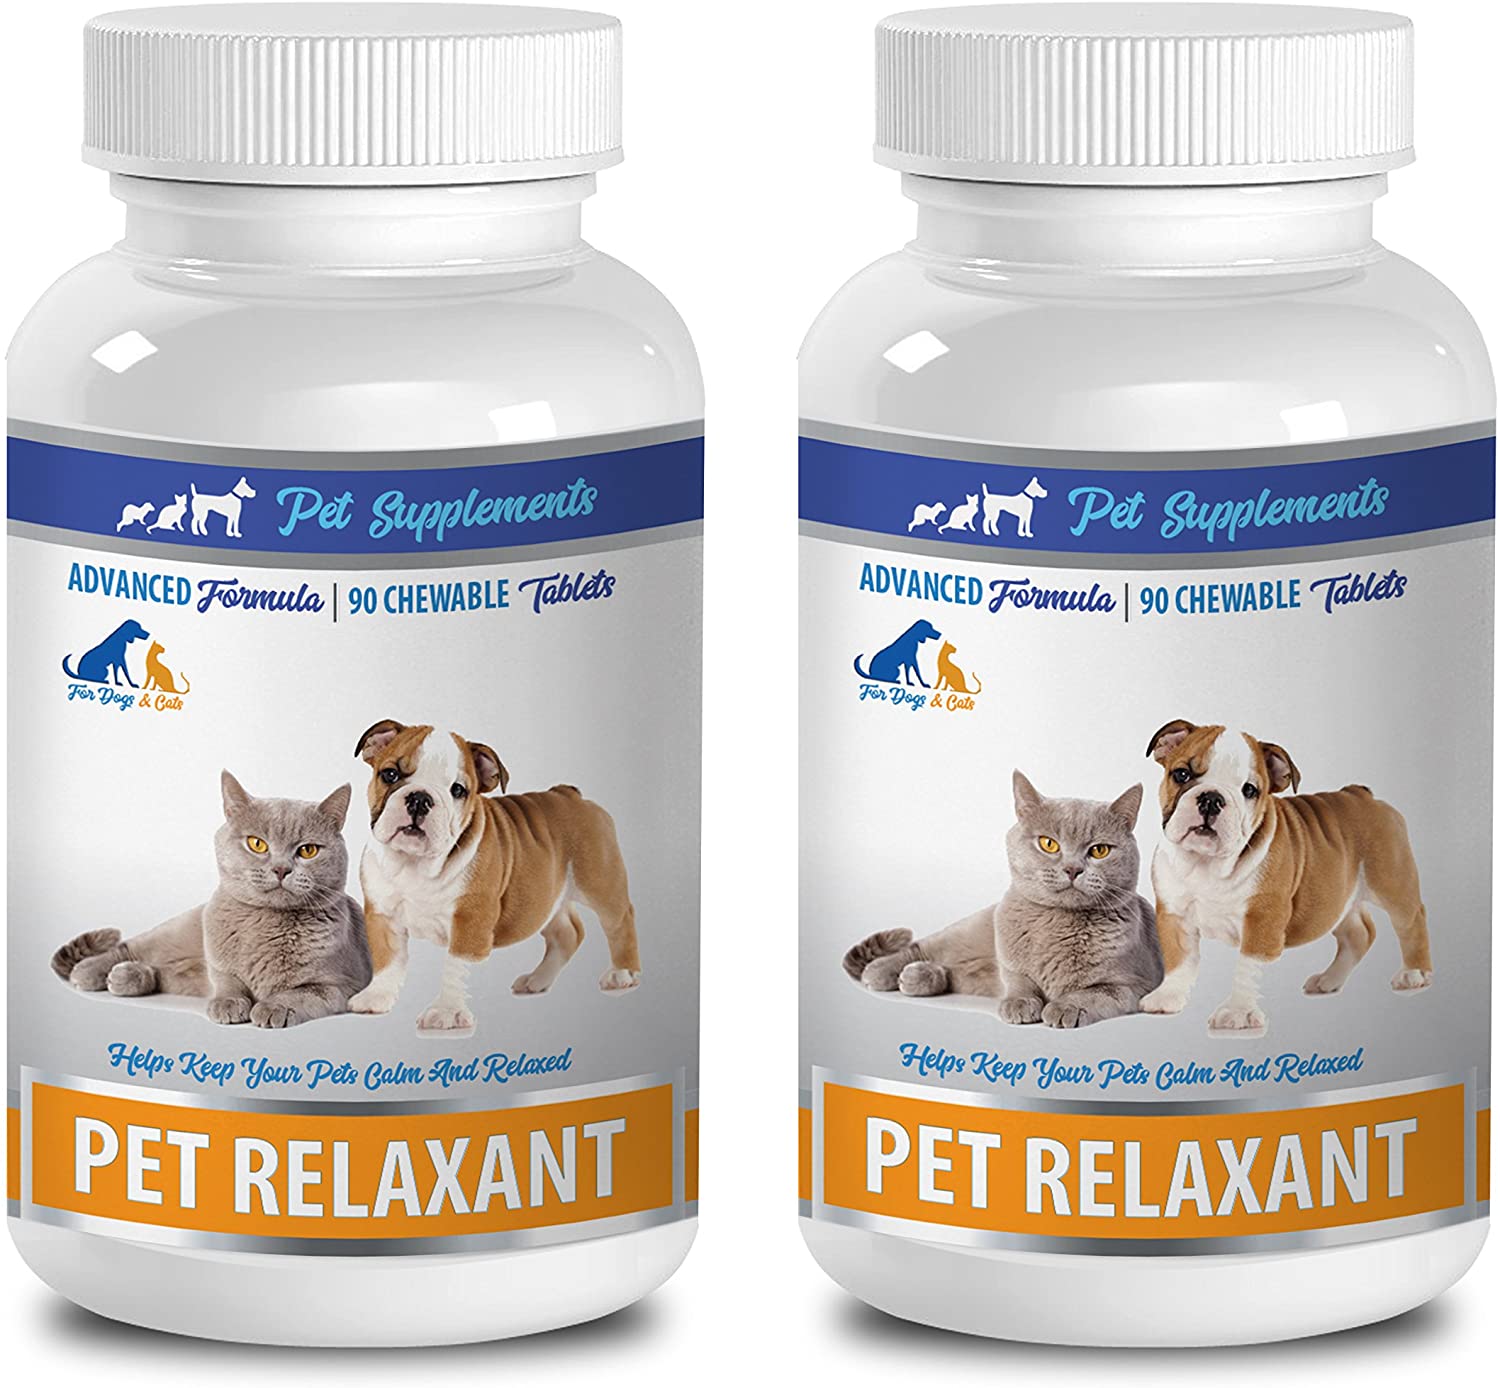 Pet Supplements
ADVANCED Formula | 90 CHEWABLE Tablets
For Dogs & Cats
Helps Keep Your Pets Calm And Relaxed
PET RELAXANT
Pet Supplements
ADVANCED Formula | 90 CHEWABLE Tablets
For Dogs & Cats
Helps Keep Your Pets Calm And Relaxed
PET RELAXANT